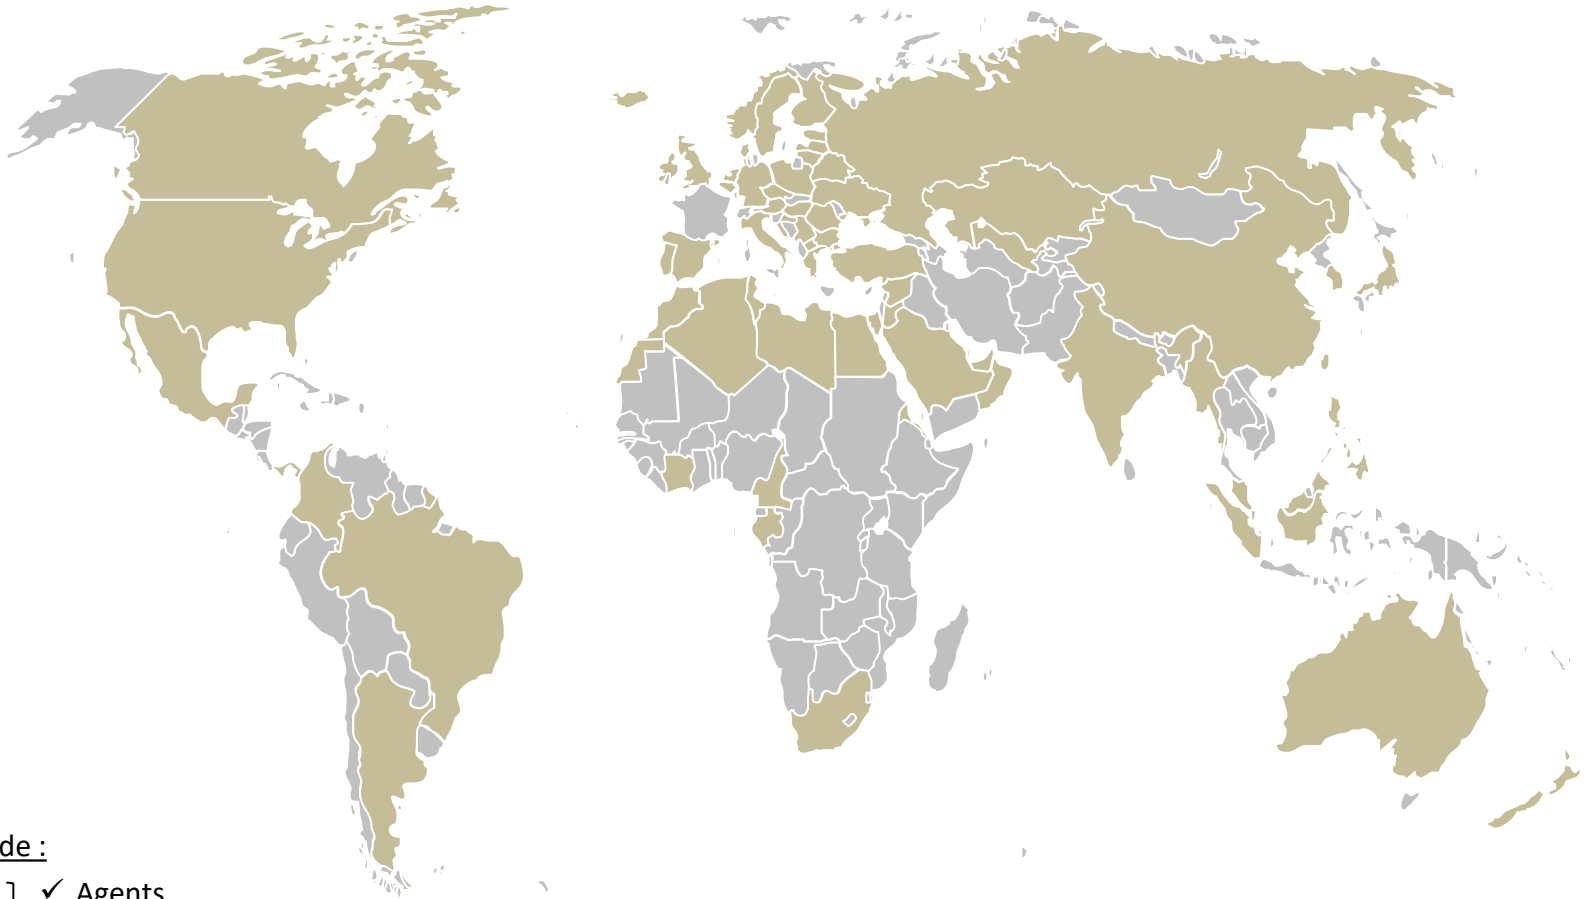 de :
✓ Agents